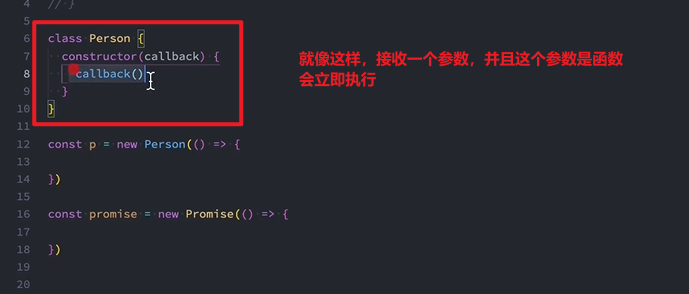 4 // }
5
6 class Person {
7 constructor(callback) {
8 callback()
9 }
10 }
11
12 const p = new Person(() => {
13
14 })
15
16 const promise = new Promise(() => {
17
18 })
19
20
就像这样，接收一个参数，并且这个参数是函数
会立即执行